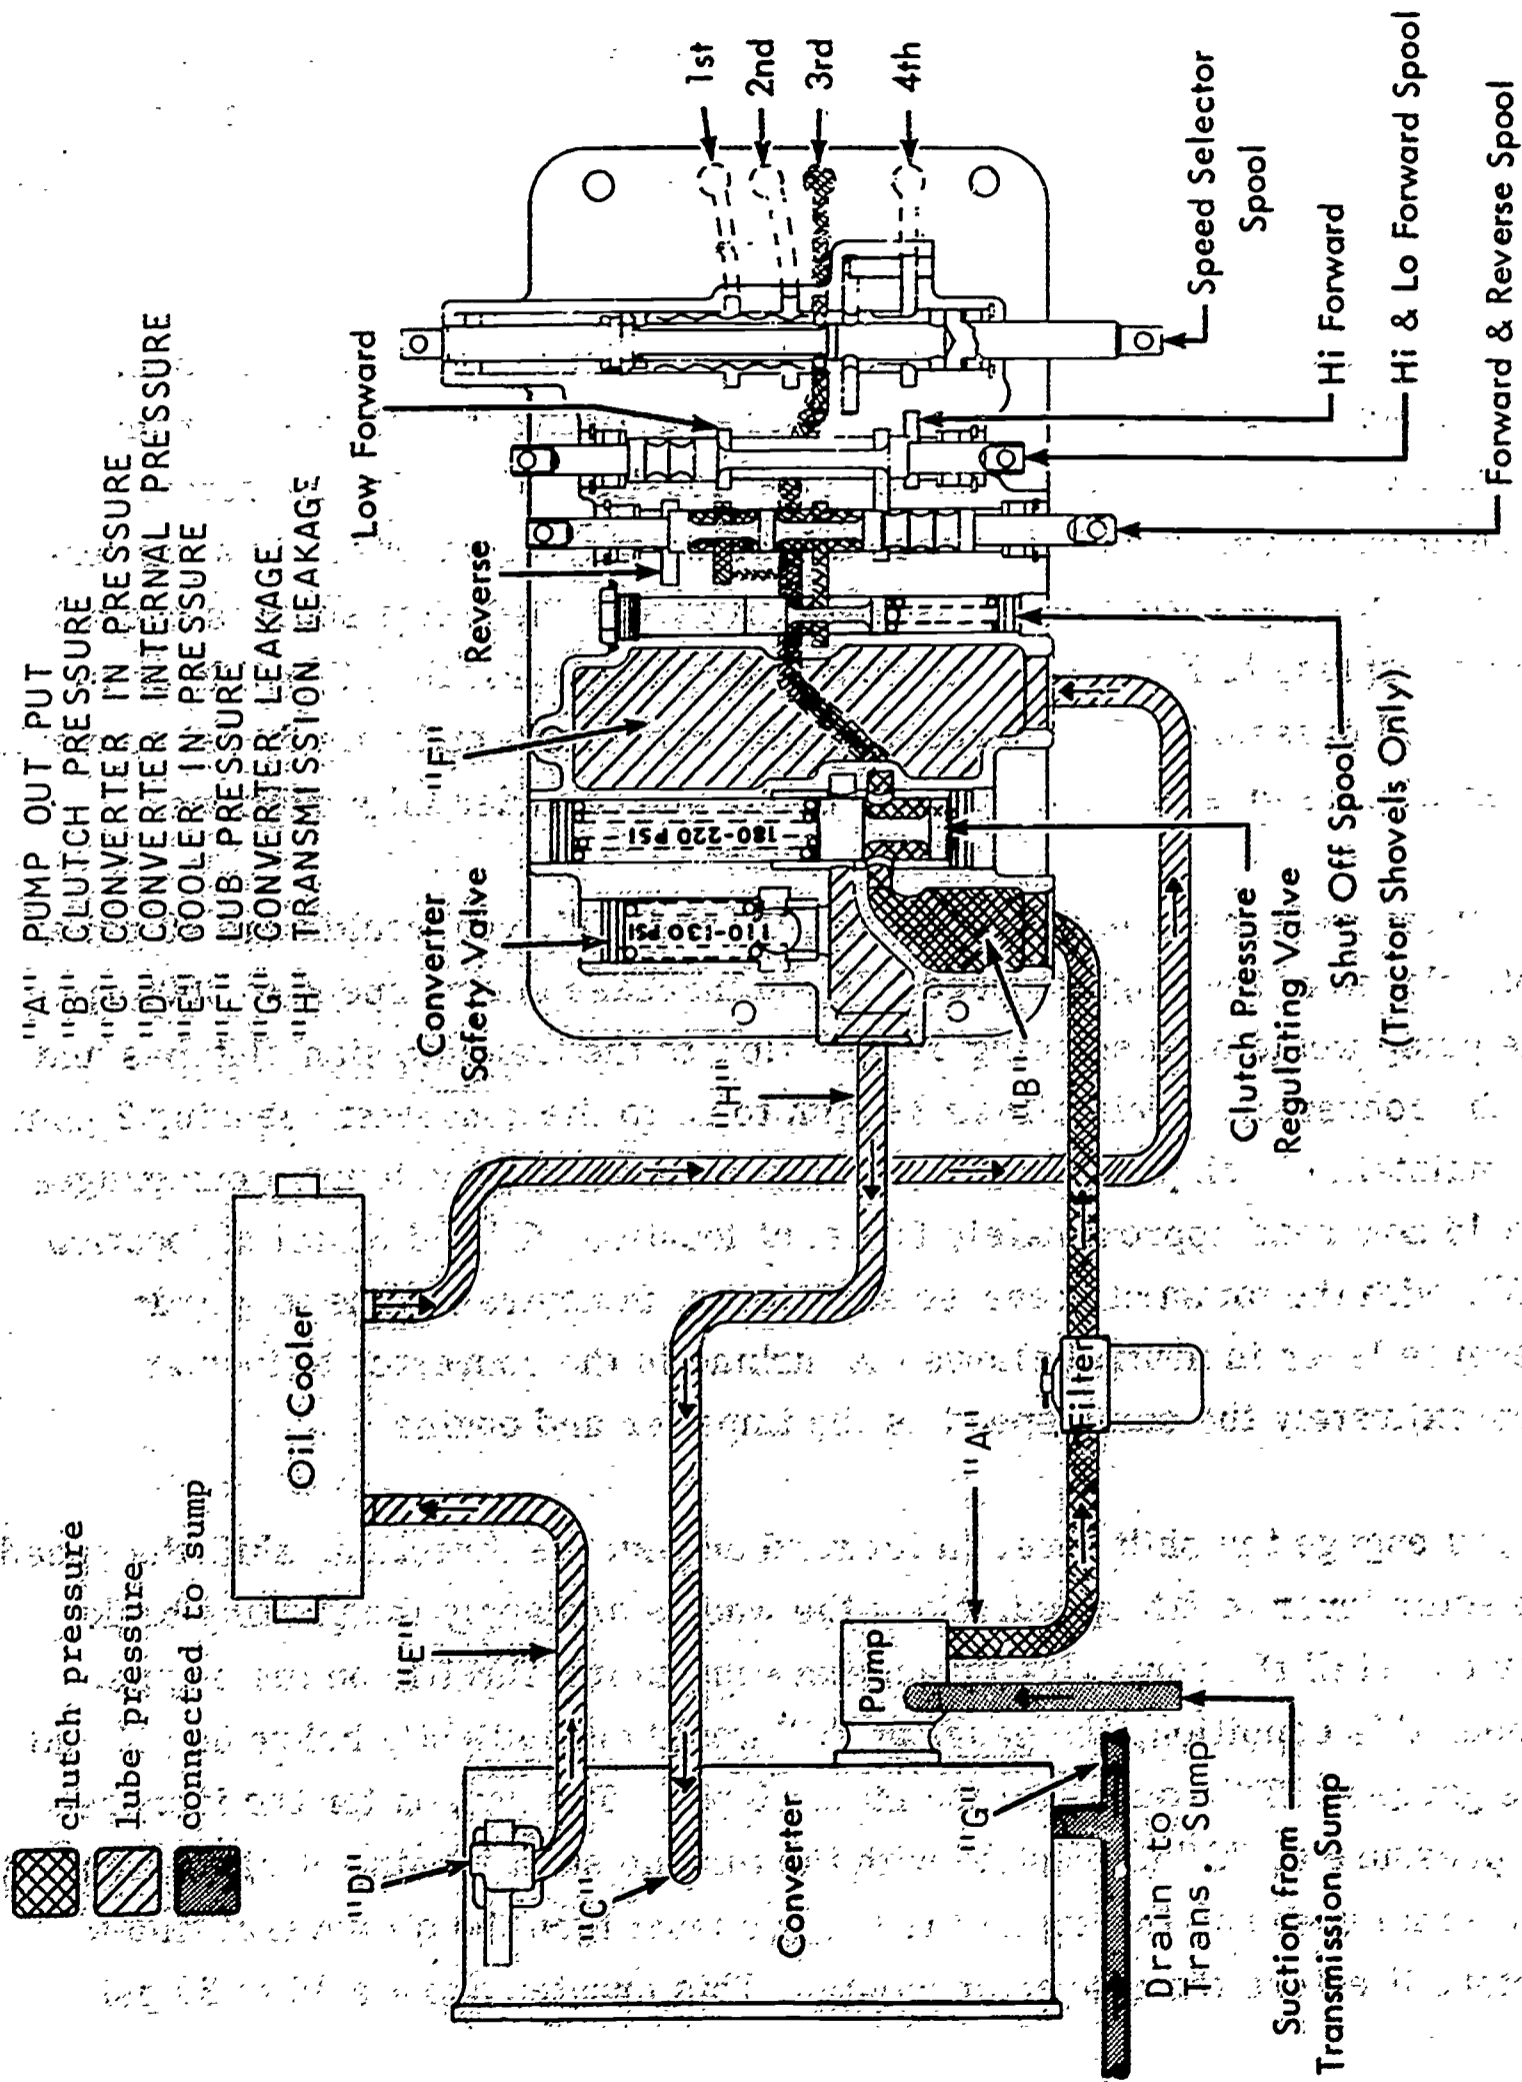 "A" PUMP OUT PUT
"B" CLUTCH PRESSURE
"C" CONVERTER IN PRESSURE
"D" CONVERTER INTERNAL PRESSURE
"E" COOLER IN PRESSURE
"F" LUB PRESSURE
"G" CONVERTER LEAKAGE
"H" TRANSMISSION LEAKAGE
clutch pressure
lube pressure
connected to sump
Oil Cooler
"D"
"E"
"C"
Converter
"G"
Drain to
Trans. Sump
Suction from
Transmission Sump
Pump
"A"
Filter
"H"
"B"
Converter
Safety Valve
110-130 PSI
180-220 PSI
"F"
Reverse
Low Forward
Clutch Pressure
Regulating Valve
Shut Off Spool
(Tractor Shovels Only)
1st
2nd
3rd
4th
Speed Selector
Spool
Hi Forward
Hi & Lo Forward Spool
Forward & Reverse Spool